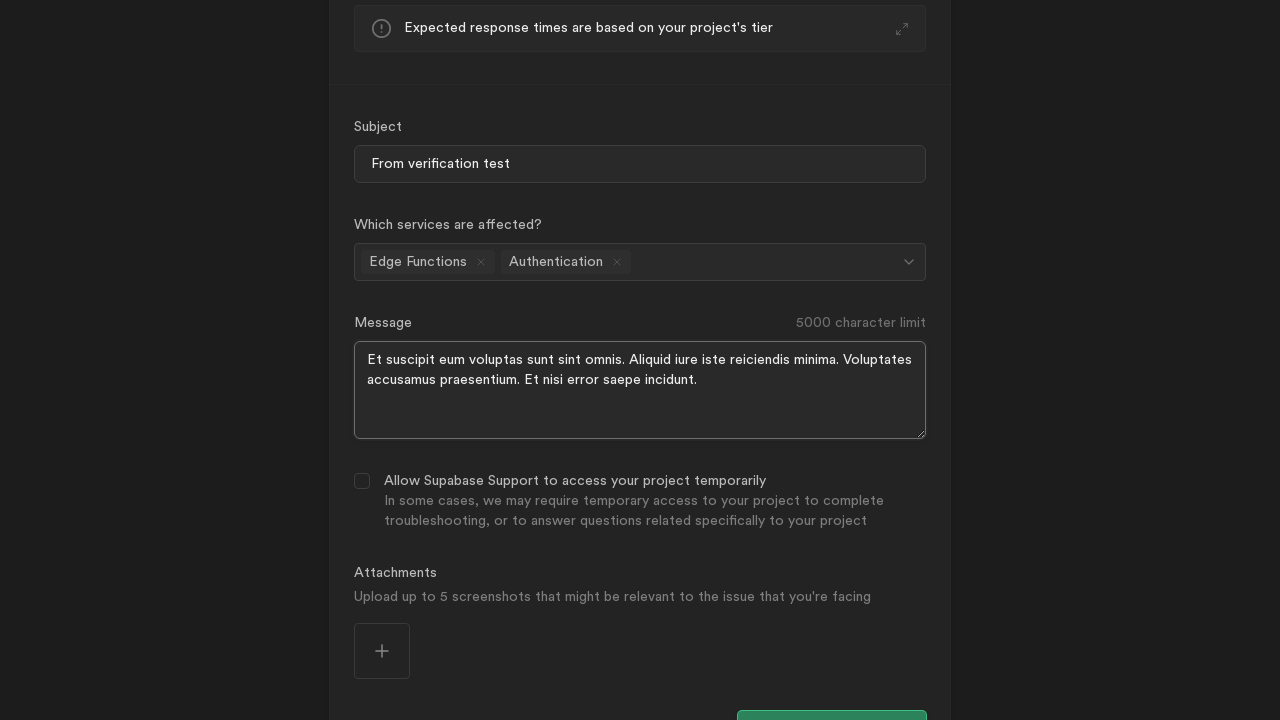 Expected response times are based on your project's tier
Subject
From verification test
Which services are affected?
Edge Functions Authentication
Message 5000 character limit
Et suscipit eum voluptas sunt sint omnis. Aliquid iure iste reiciendis minima. Voluptates
accusamus praesentium. Et nisi error saepe incidunt.
Allow Supabase Support to access your project temporarily
In some cases, we may require temporary access to your project to complete
troubleshooting, or to answer questions related specifically to your project
Attachments
Upload up to 5 screenshots that might be relevant to the issue that you're facing